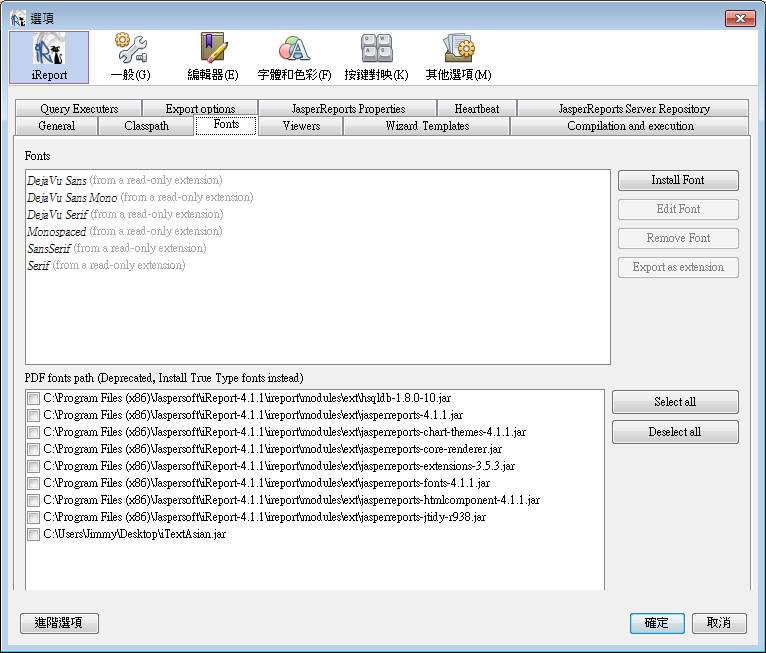 選項
iReport
一般(G)
編輯器(E)
字體和色彩(F)
按鍵對映(K)
其他選項(M)
Query Executers
Export options
JasperReports Properties
Heartbeat
JasperReports Server Repository
General
Classpath
Fonts
Viewers
Wizard Templates
Compilation and execution
Fonts
DejaVu Sans (from a read-only extension)
DejaVu Sans Mono (from a read-only extension)
DejaVu Serif (from a read-only extension)
Monospaced (from a read-only extension)
SansSerif (from a read-only extension)
Serif (from a read-only extension)
Install Font
Edit Font
Remove Font
Export as extension
PDF fonts path (Deprecated, Install True Type fonts instead)
C:\Program Files (x86)\Jaspersoft\iReport-4.1.1\ireport\modules\ext\hsqldb-1.8.0-10.jar
C:\Program Files (x86)\Jaspersoft\iReport-4.1.1\ireport\modules\ext\jasperreports-4.1.1.jar
C:\Program Files (x86)\Jaspersoft\iReport-4.1.1\ireport\modules\ext\jasperreports-chart-themes-4.1.1.jar
C:\Program Files (x86)\Jaspersoft\iReport-4.1.1\ireport\modules\ext\jasperreports-core-renderer.jar
C:\Program Files (x86)\Jaspersoft\iReport-4.1.1\ireport\modules\ext\jasperreports-extensions-3.5.3.jar
C:\Program Files (x86)\Jaspersoft\iReport-4.1.1\ireport\modules\ext\jasperreports-fonts-4.1.1.jar
C:\Program Files (x86)\Jaspersoft\iReport-4.1.1\ireport\modules\ext\jasperreports-htmlcomponent-4.1.1.jar
C:\Program Files (x86)\Jaspersoft\iReport-4.1.1\ireport\modules\ext\jasperreports-jtidy-r938.jar
C:\Users\Jimmy\Desktop\iTextAsian.jar
Select all
Deselect all
進階選項
確定
取消